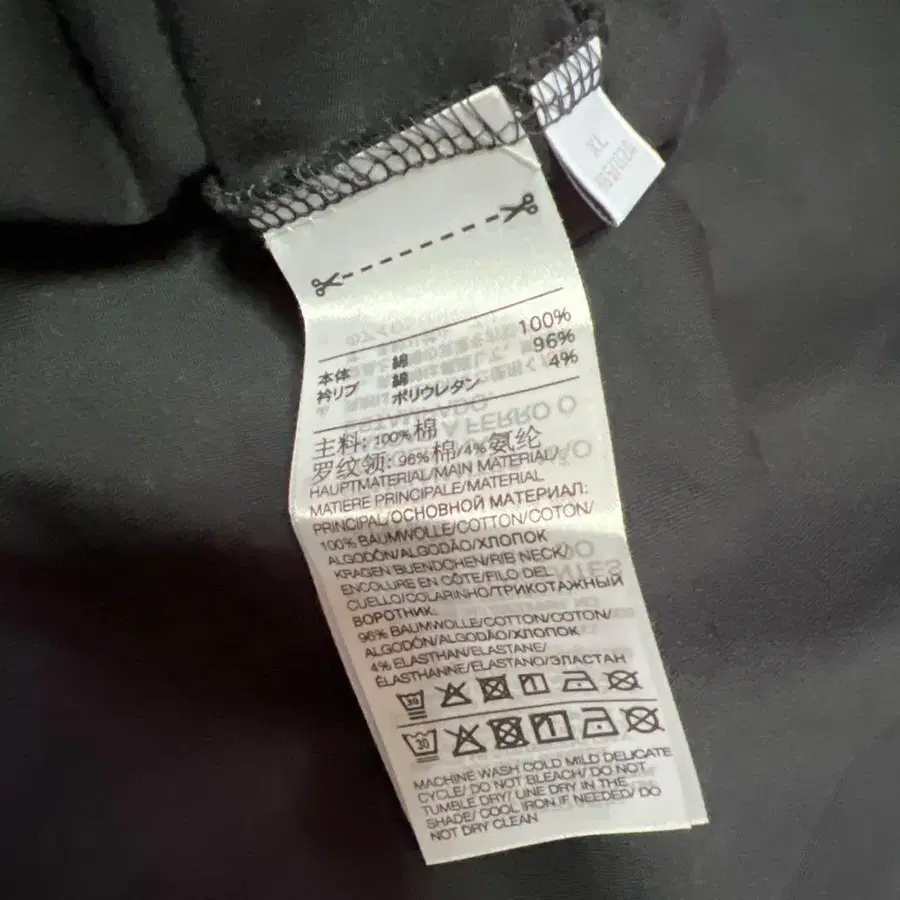 XL
100%
本体 綿 96%
衿リブ 綿 4%
ポリウレタン
主料: 100%棉
罗纹领: 96%棉/4%氨纶
HAUPTMATERIAL/MAIN MATERIAL/
MATIERE PRINCIPALE/MATERIAL
PRINCIPAL/ОСНОВНОЙ МАТЕРИАЛ:
100% BAUMWOLLE/COTTON/COTON/
ALGODÓN/ALGODÃO/ХЛОПОК
KRAGEN BUENDCHEN/RIB NECK/
ENCOLURE EN CÔTE/FILO DEL
CUELLO/COLARINHO/ТРИКОТАЖНЫЙ
ВОРОТНИК:
96% BAUMWOLLE/COTTON/COTON/
ALGODÓN/ALGODÃO/ХЛОПОК
4% ELASTHAN/ELASTANE/
ÉLASTHANNE/ELASTANO/ЭЛАСТАН
30
30
MACHINE WASH COLD MILD DELICATE
CYCLE/ DO NOT BLEACH/ DO NOT
TUMBLE DRY/ LINE DRY IN THE
SHADE/ COOL IRON IF NEEDED/ DO
NOT DRY CLEAN